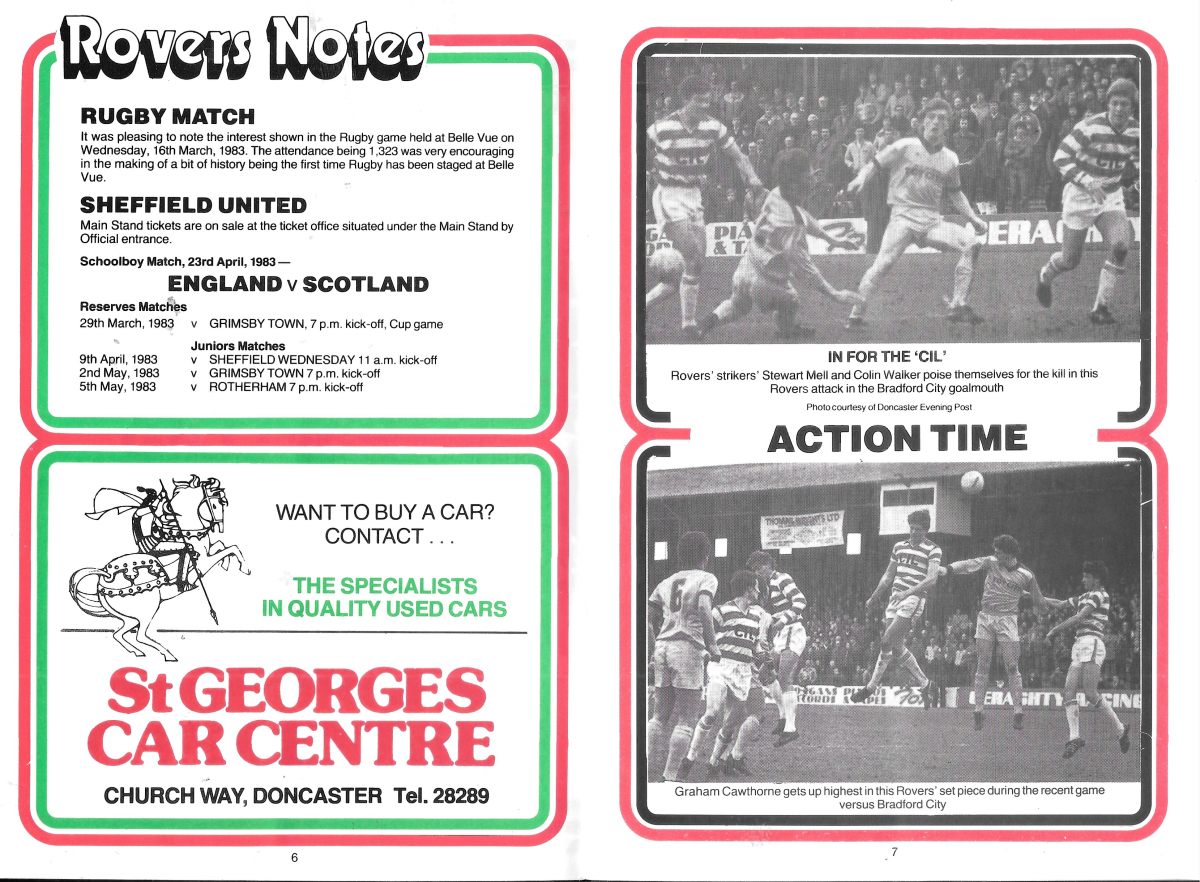 Rovers Notes
RUGBY MATCH
It was pleasing to note the interest shown in the Rugby game held at Belle Vue on
Wednesday, 16th March, 1983. The attendance being 1,323 was very encouraging
in the making of a bit of history being the first time Rugby has been staged at Belle
Vue.
SHEFFIELD UNITED
Main Stand tickets are on sale at the ticket office situated under the Main Stand by
Official entrance.
Schoolboy Match, 23rd April, 1983—
ENGLAND v SCOTLAND
Reserves Matches
29th March, 1983 v GRIMSBY TOWN, 7 p.m. kick-off, Cup game
Juniors Matches
9th April, 1983 v SHEFFIELD WEDNESDAY 11 a.m. kick-off
2nd May, 1983 v GRIMSBY TOWN 7 p.m. kick-off
5th May, 1983 v ROTHERHAM 7 p.m. kick-off
WANT TO BUY A CAR?
CONTACT . . .
THE SPECIALISTS
IN QUALITY USED CARS
St GEORGES
CAR CENTRE
CHURCH WAY, DONCASTER Tel. 28289
6
CIL
PIA
& TA
GERAG
IN FOR THE 'CIL'
Rovers' strikers' Stewart Mell and Colin Walker poise themselves for the kill in this
Rovers attack in the Bradford City goalmouth
Photo courtesy of Doncaster Evening Post
ACTION TIME
6
CIL
GERAGHTY RACING
Graham Cawthorne gets up highest in this Rovers' set piece during the recent game
versus Bradford City
7